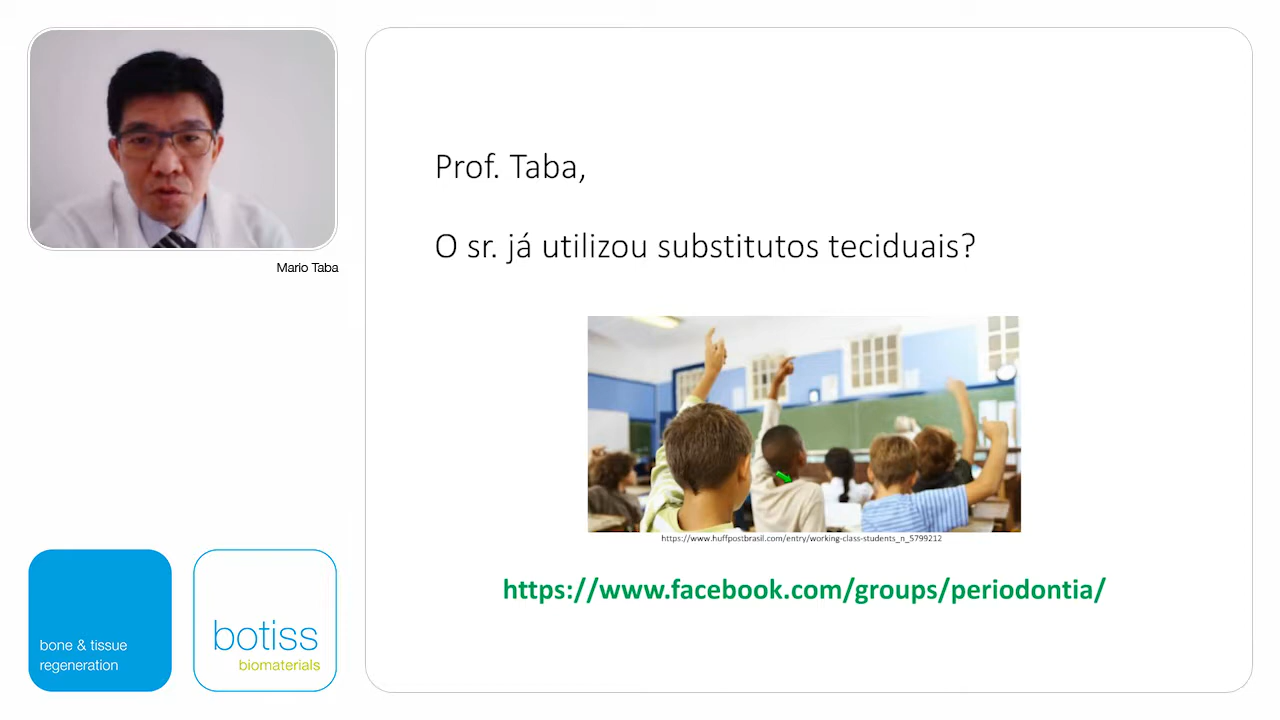 Mario Taba
Prof. Taba,
O sr. já utilizou substitutos teciduais?
https://www.huffpostbrasil.com/entry/working-class-students_n_5799212
https://www.facebook.com/groups/periodontia/
bone & tissue
regeneration
botiss
biomaterials